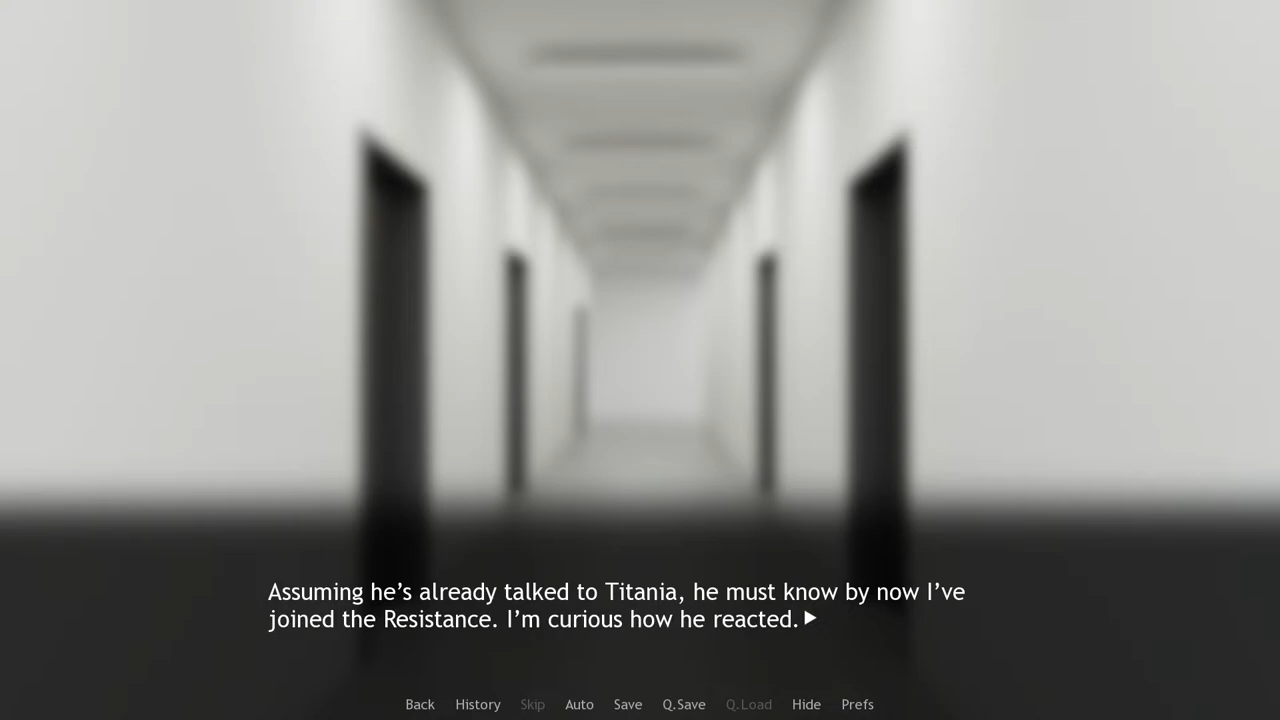 Assuming he’s already talked to Titania, he must know by now I’ve
joined the Resistance. I’m curious how he reacted.
Back History Skip Auto Save Q.Save Q.Load Hide Prefs